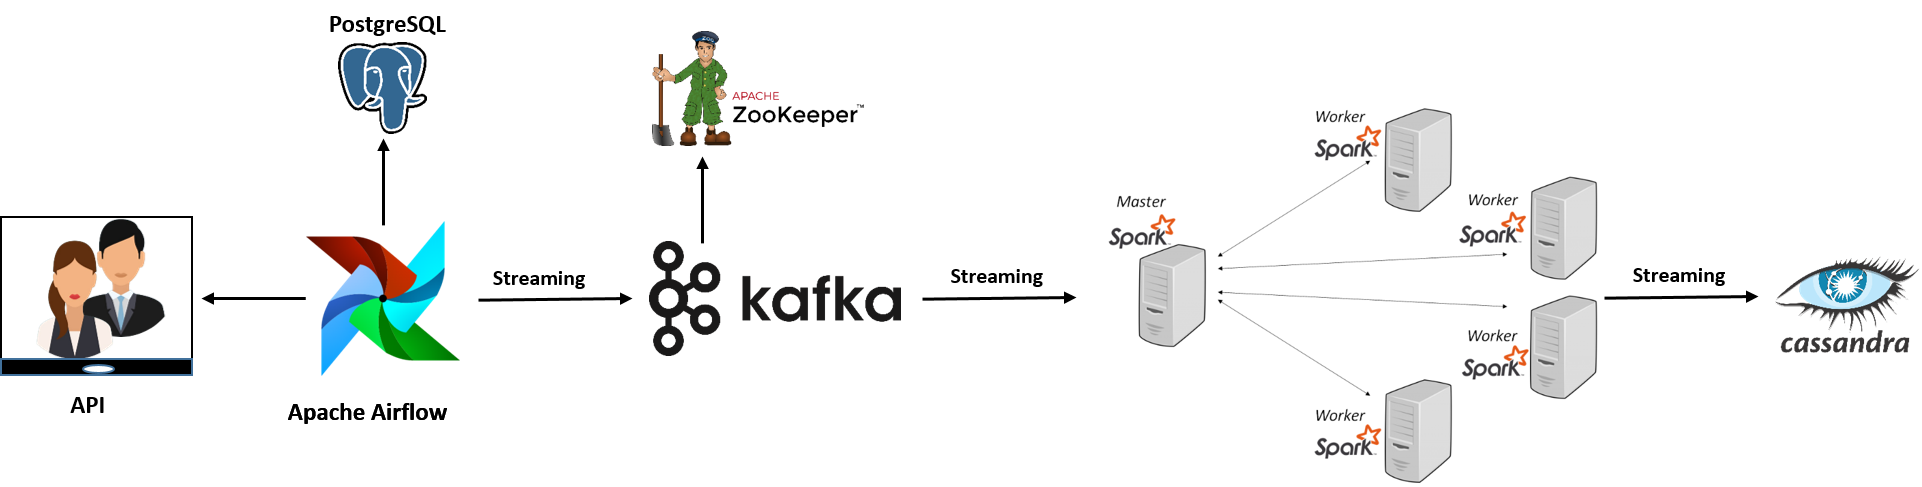 PostgreSQL
APACHE
ZooKeeper™
API
Apache Airflow
Streaming
kafka
Streaming
Master
Spark
Worker
Spark
Worker
Spark
Worker
Spark
Worker
Spark
Streaming
cassandra